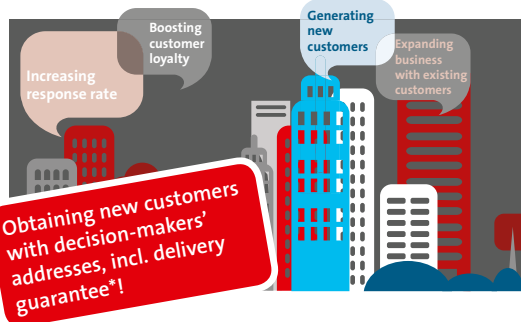 Boosting
customer
loyalty
Generating
new
customers
Increasing
response rate
Expanding
business
with existing
customers
Obtaining new customers
with decision-makers'
addresses, incl. delivery
guarantee*!